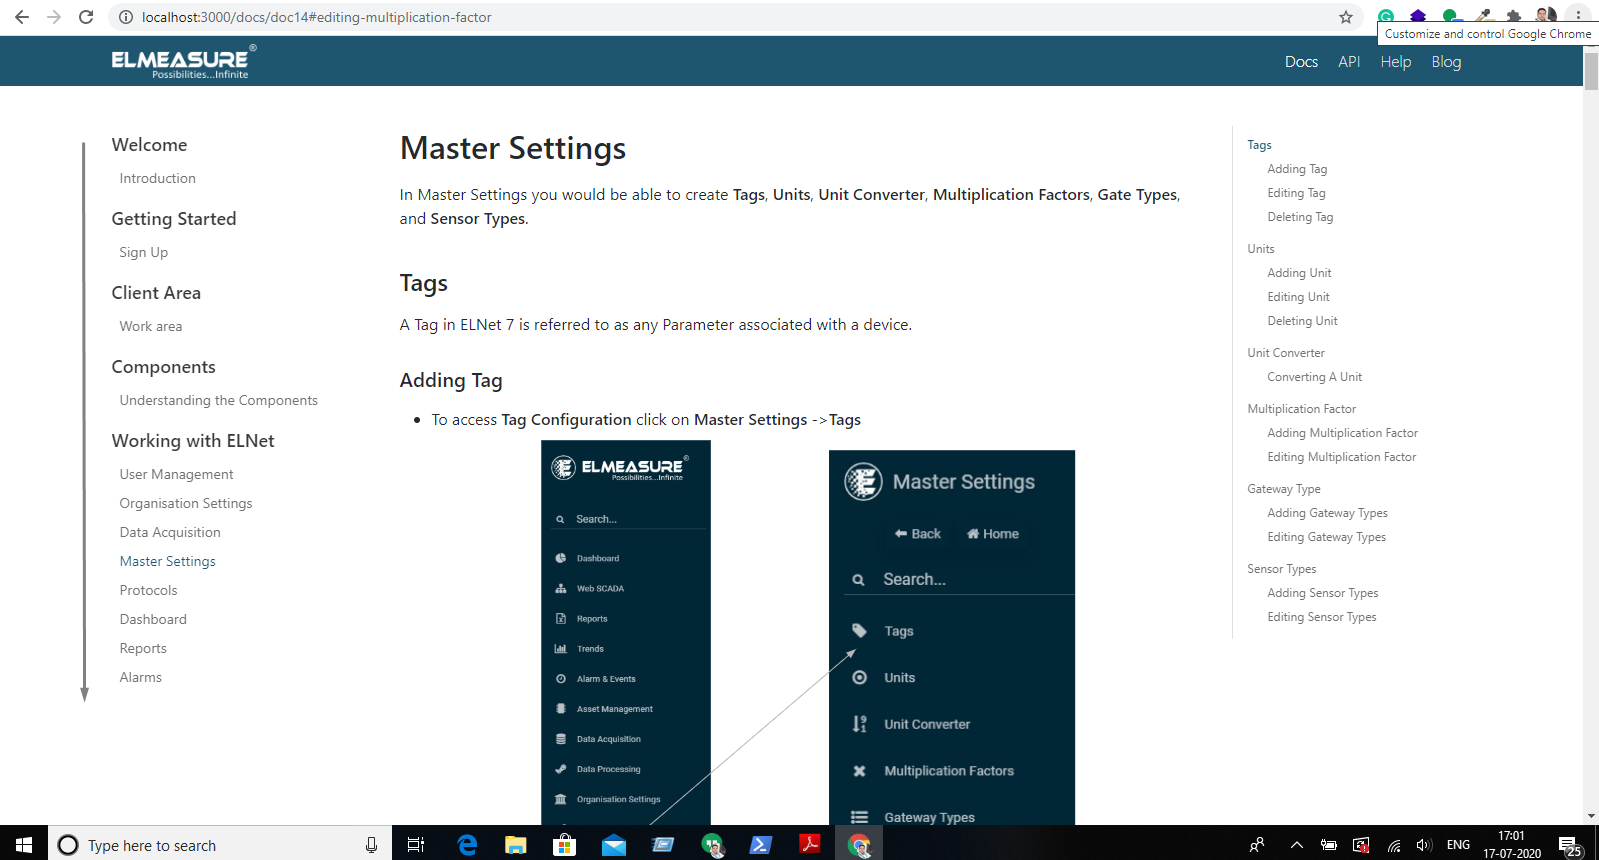 localhost:3000/docs/doc14#editing-multiplication-factor
Customize and control Google Chrome
ELMEASURE®
Possibilities...Infinite
Docs
API
Help
Blog
Welcome
Introduction
Getting Started
Sign Up
Client Area
Work area
Components
Understanding the Components
Working with ELNet
User Management
Organisation Settings
Data Acquisition
Master Settings
Protocols
Dashboard
Reports
Alarms
Master Settings
In Master Settings you would be able to create Tags, Units, Unit Converter, Multiplication Factors, Gate Types,
and Sensor Types.
Tags
A Tag in ELNet 7 is referred to as any Parameter associated with a device.
Adding Tag
• To access Tag Configuration click on Master Settings ->Tags
ELMEASURE®
Possibilities...Infinite
Search...
Dashboard
Web SCADA
Reports
Trends
Alarm & Events
Asset Management
Data Acquisition
Data Processing
Organisation Settings
Master Settings
Back
Home
Search...
Tags
Units
Unit Converter
Multiplication Factors
Gateway Types
Tags
Adding Tag
Editing Tag
Deleting Tag
Units
Adding Unit
Editing Unit
Deleting Unit
Unit Converter
Converting A Unit
Multiplication Factor
Adding Multiplication Factor
Editing Multiplication Factor
Gateway Type
Adding Gateway Types
Editing Gateway Types
Sensor Types
Adding Sensor Types
Editing Sensor Types
Type here to search
ENG
17:01
17-07-2020
25